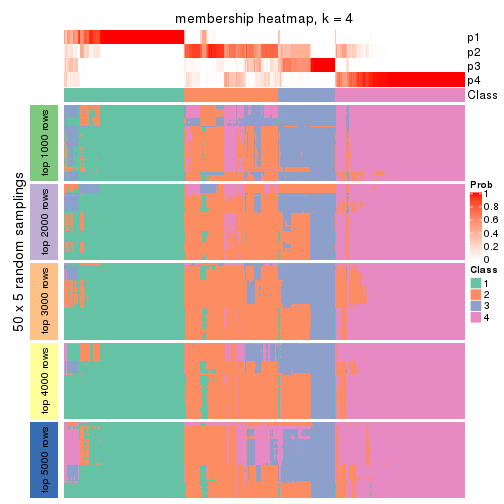 membership heatmap, k = 4
p1
p2
p3
p4
Class
50 x 5 random samplings
top 1000 rows
top 2000 rows
top 3000 rows
top 4000 rows
top 5000 rows
Prob
1
0.8
0.6
0.4
0.2
0
Class
1
2
3
4